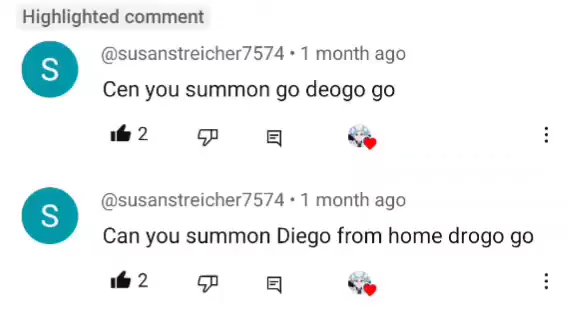 Highlighted comment
@susanstreicher7574 • 1 month ago
S
Cen you summon go deogo go
2
@susanstreicher7574 • 1 month ago
S
Can you summon Diego from home drogo go
2